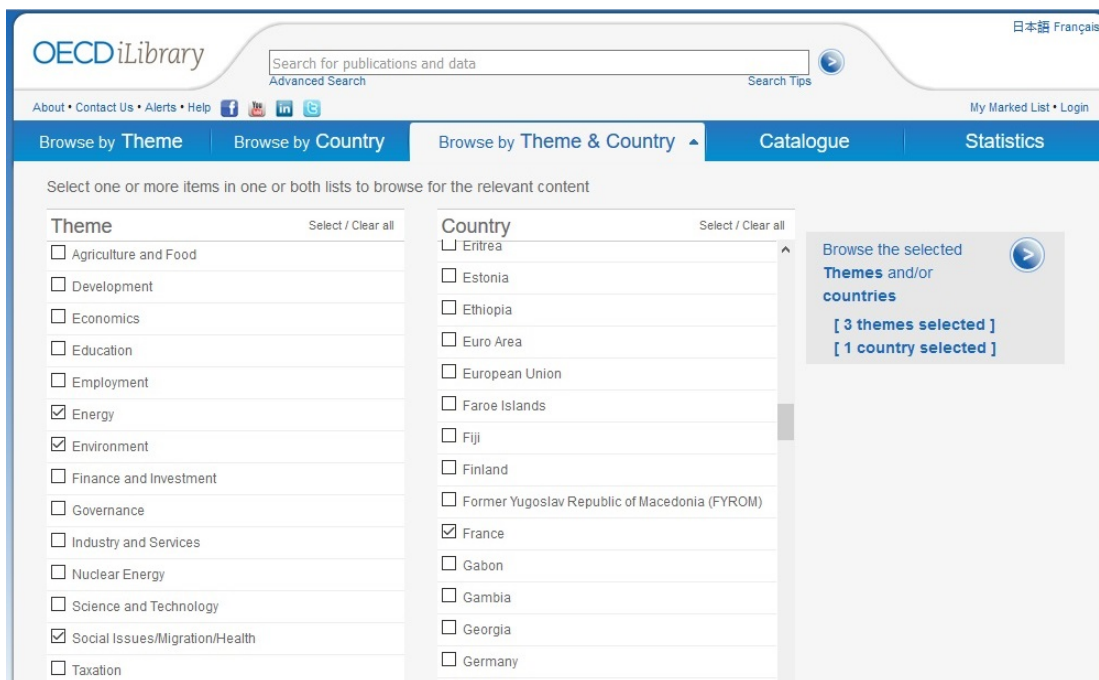 日本語 Français
OECD iLibrary
Search for publications and data
Advanced Search
Search Tips
About • Contact Us • Alerts • Help
My Marked List • Login
Browse by Theme
Browse by Country
Browse by Theme & Country
Catalogue
Statistics
Select one or more items in one or both lists to browse for the relevant content
Theme
Select / Clear all
Agriculture and Food
Development
Economics
Education
Employment
Energy
Environment
Finance and Investment
Governance
Industry and Services
Nuclear Energy
Science and Technology
Social Issues/Migration/Health
Taxation
Country
Select / Clear all
Eritrea
Estonia
Ethiopia
Euro Area
European Union
Faroe Islands
Fiji
Finland
Former Yugoslav Republic of Macedonia (FYROM)
France
Gabon
Gambia
Georgia
Germany
Browse the selected
Themes and/or
countries
[ 3 themes selected ]
[ 1 country selected ]